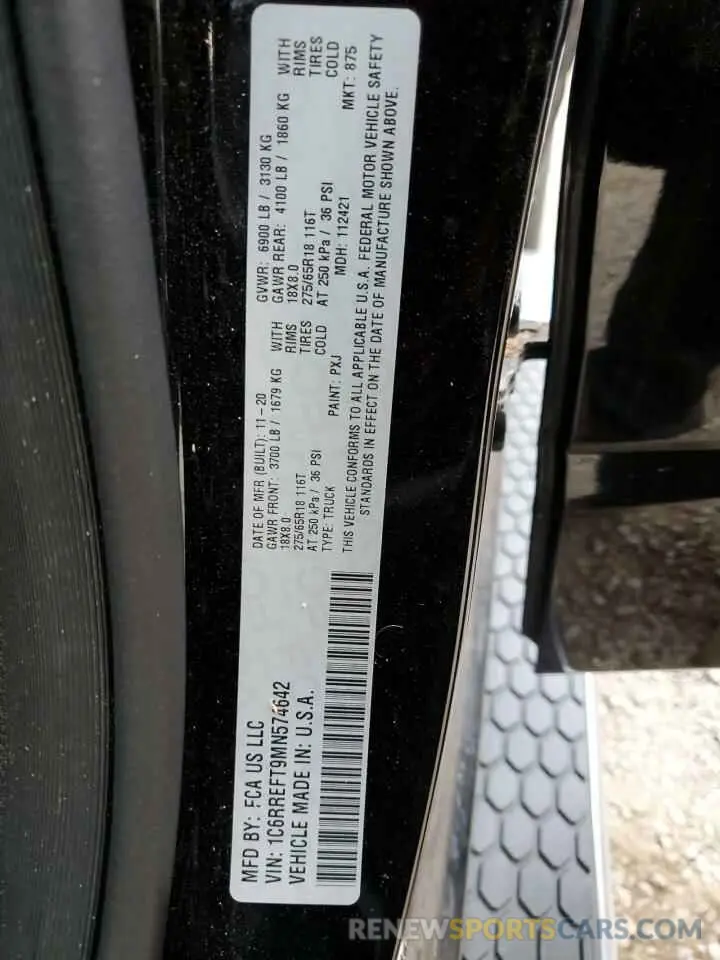 MFD BY: FCA US LLC
VIN: 1C6RREFT9MN574642
VEHICLE MADE IN: U.S.A.
DATE OF MFR (BUILT): 11-20
GAWR FRONT: 3700 LB / 1679 KG WITH
18X8.0 RIMS
275/65R18 116T TIRES
AT 250 kPa / 36 PSI COLD
TYPE: TRUCK PAINT: PXJ
GVWR: 6900 LB / 3130 KG
GAWR REAR: 4100 LB / 1860 KG WITH
18X8.0 RIMS
275/65R18 116T TIRES
AT 250 kPa / 36 PSI COLD
MDH: 112421 MKT: 875
THIS VEHICLE CONFORMS TO ALL APPLICABLE U.S.A. FEDERAL MOTOR VEHICLE SAFETY
STANDARDS IN EFFECT ON THE DATE OF MANUFACTURE SHOWN ABOVE.
RENEWSPORTSCARS.COM